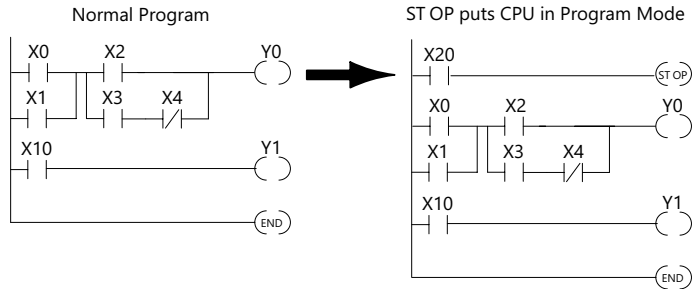 Normal Program
X0 X2 Y0
X1 X3 X4
X10 Y1
END
ST OP puts CPU in Program Mode
X20
ST OP
X0 X2 Y0
X1 X3 X4
X10 Y1
END